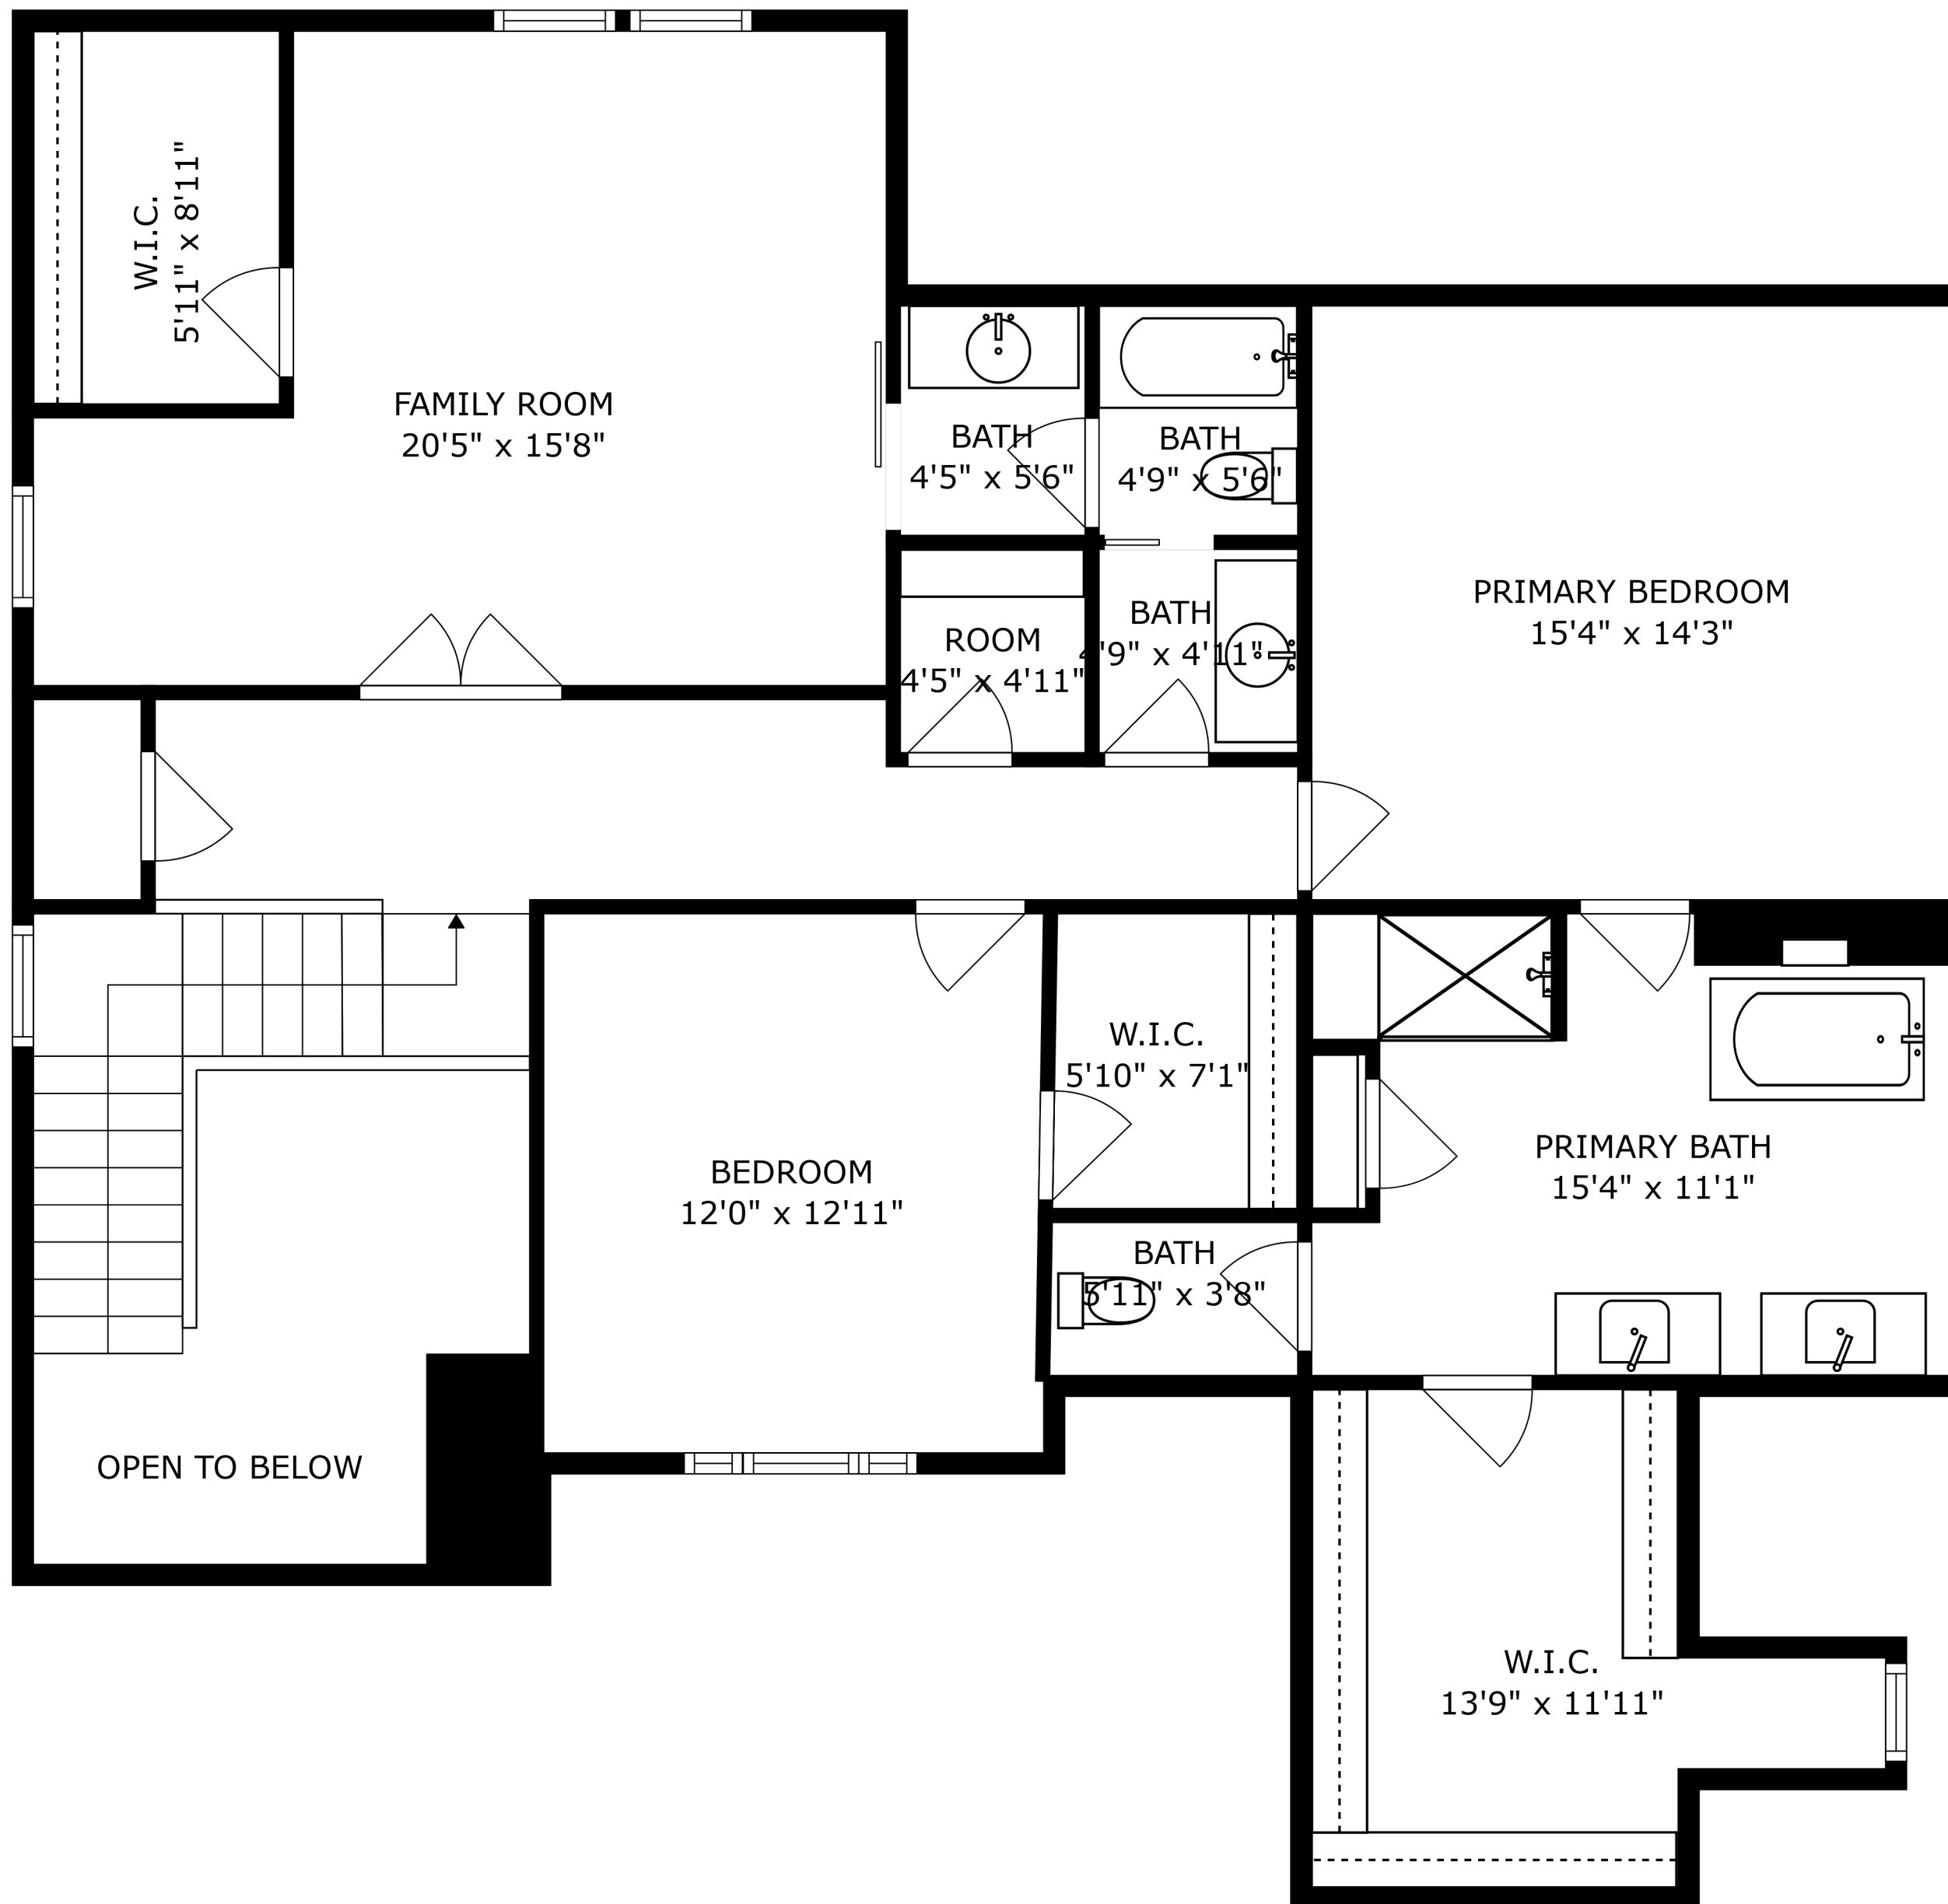 W.I.C.
5'11" x 8'11"
FAMILY ROOM
20'5" x 15'8"
BATH
4'5" x 5'6"
BATH
4'9" x 5'6"
PRIMARY BEDROOM
15'4" x 14'3"
ROOM
4'5" x 4'11"
BATH
4'9" x 4'11"
W.I.C.
5'10" x 7'1"
BEDROOM
12'0" x 12'11"
PRIMARY BATH
15'4" x 11'1"
BATH
5'11" x 3'8"
OPEN TO BELOW
W.I.C.
13'9" x 11'11"